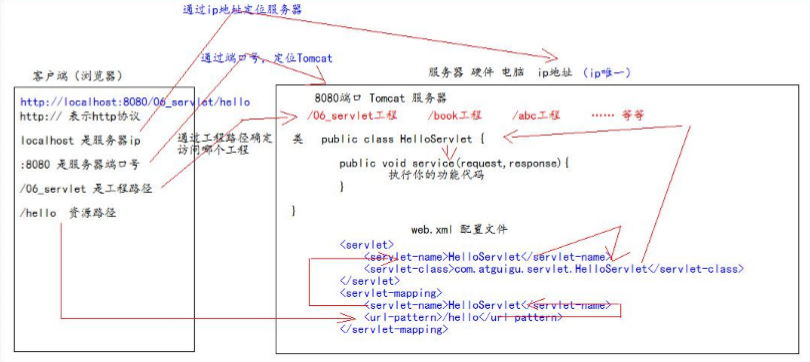 通过ip地址定位服务器
通过端口号，定位Tomcat
客户端（浏览器）
http://localhost:8080/06_servlet/hello
http:// 表示http协议
localhost 是服务器ip
:8080 是服务器端口号
/06_servlet 是工程路径
/hello 资源路径
通过工程路径确定
访问哪个工程
服务器 硬件 电脑 ip地址 （ip唯一）
8080端口 Tomcat 服务器
/06_servlet工程 /book工程 /abc工程 ...... 等等
类 public class HelloServlet {
public void service(request,response){
执行你的功能代码
}
}
web.xml 配置文件
<servlet>
<servlet-name>HelloServlet</servlet-name>
<servlet-class>com.atguigu.servlet.HelloServlet</servlet-class>
</servlet>
<servlet-mapping>
<servlet-name>HelloServlet</servlet-name>
<url-pattern>/hello</url-pattern>
</servlet-mapping>